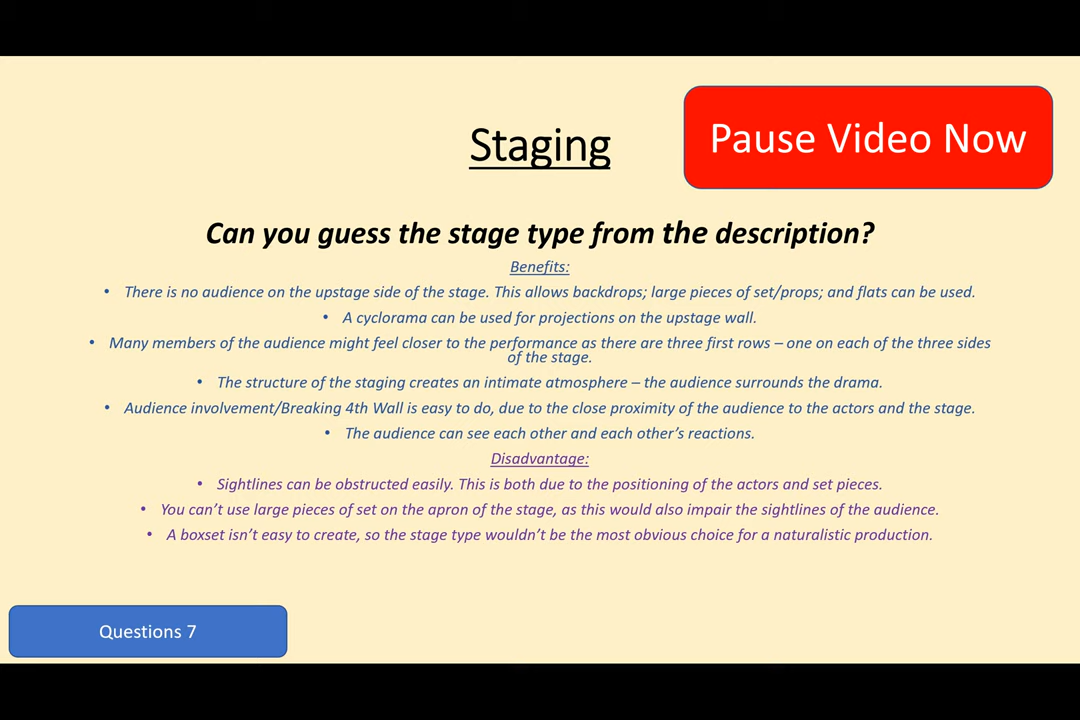 Staging
Pause Video Now
Can you guess the stage type from the description?
Benefits:
• There is no audience on the upstage side of the stage. This allows backdrops; large pieces of set/props; and flats can be used.
• A cyclorama can be used for projections on the upstage wall.
• Many members of the audience might feel closer to the performance as there are three first rows – one on each of the three sides
of the stage.
• The structure of the staging creates an intimate atmosphere – the audience surrounds the drama.
• Audience involvement/Breaking 4th Wall is easy to do, due to the close proximity of the audience to the actors and the stage.
• The audience can see each other and each other’s reactions.
Disadvantage:
• Sightlines can be obstructed easily. This is both due to the positioning of the actors and set pieces.
• You can’t use large pieces of set on the apron of the stage, as this would also impair the sightlines of the audience.
• A boxset isn’t easy to create, so the stage type wouldn’t be the most obvious choice for a naturalistic production.
Questions 7